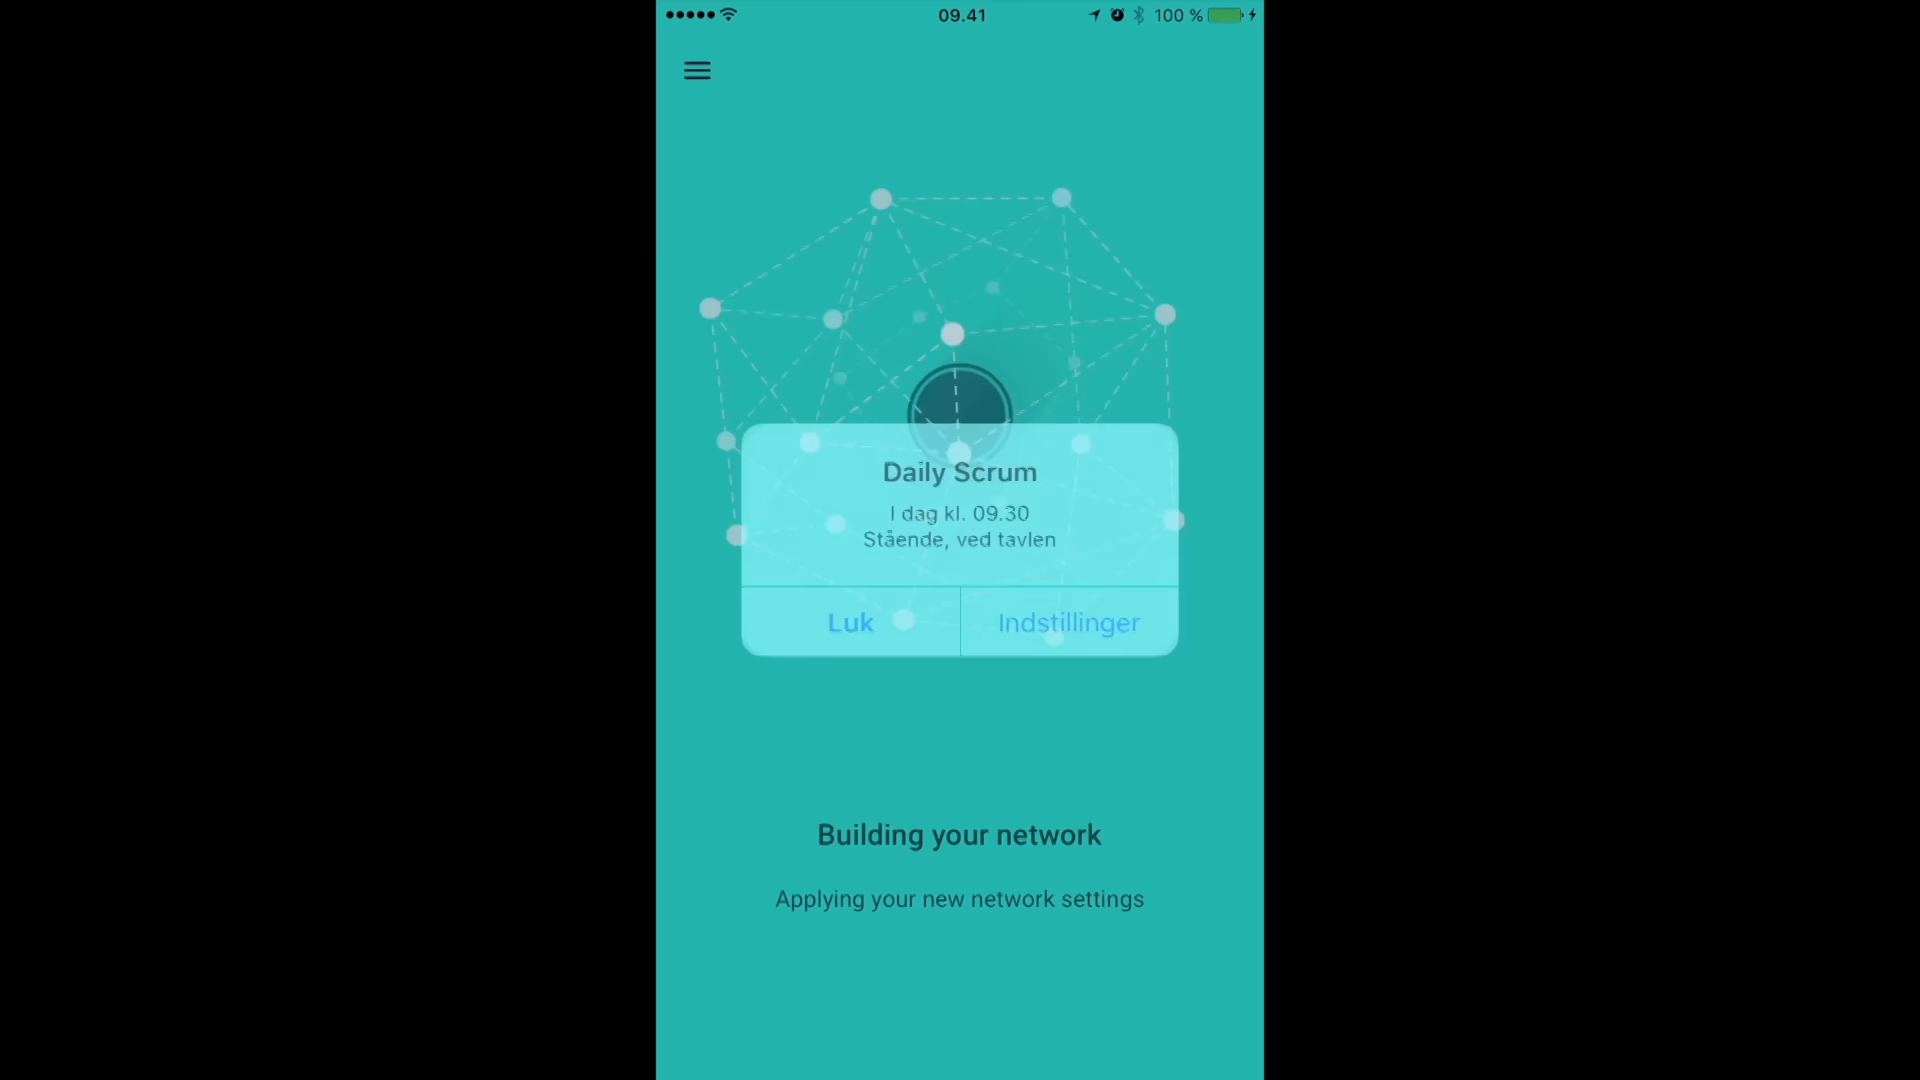 09.41
100 %
Daily Scrum
I dag kl. 09.30
Stående, ved tavlen
Luk
Indstillinger
Building your network
Applying your new network settings